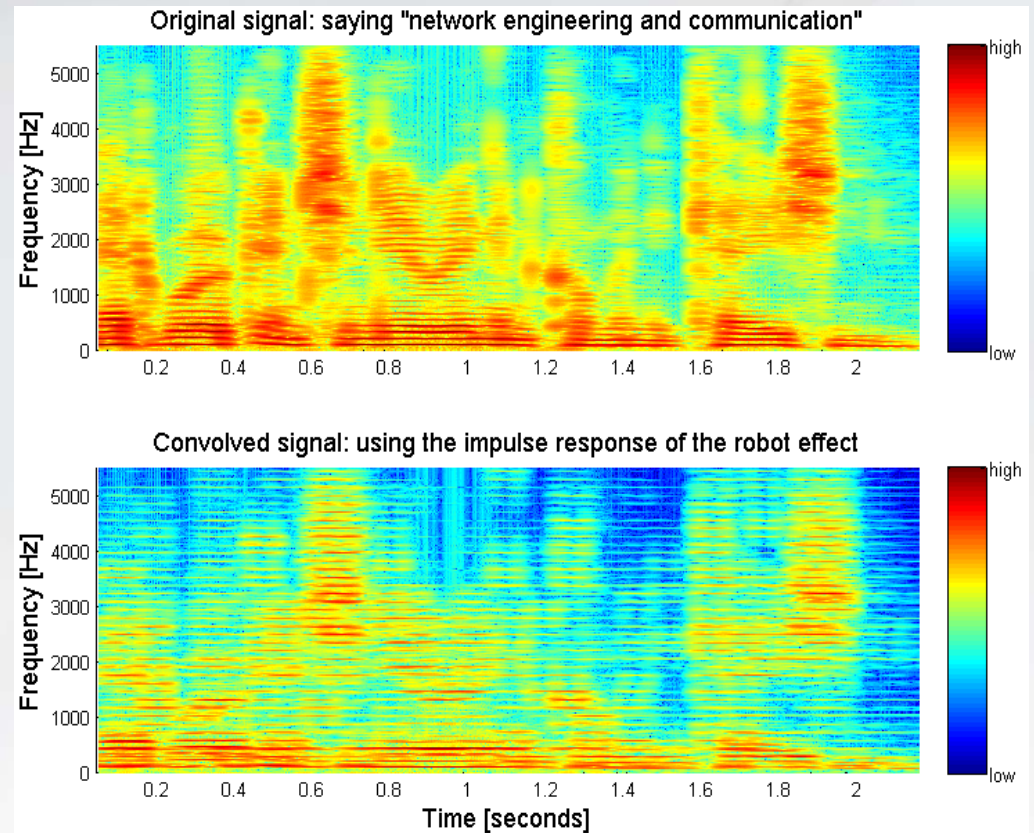 Original signal: saying "network engineering and communication"
Frequency [Hz]
5000
4000
3000
2000
1000
0
0.2 0.4 0.6 0.8 1 1.2 1.4 1.6 1.8 2
high
low
Convolved signal: using the impulse response of the robot effect
Frequency [Hz]
5000
4000
3000
2000
1000
0
0.2 0.4 0.6 0.8 1 1.2 1.4 1.6 1.8 2
Time [seconds]
high
low